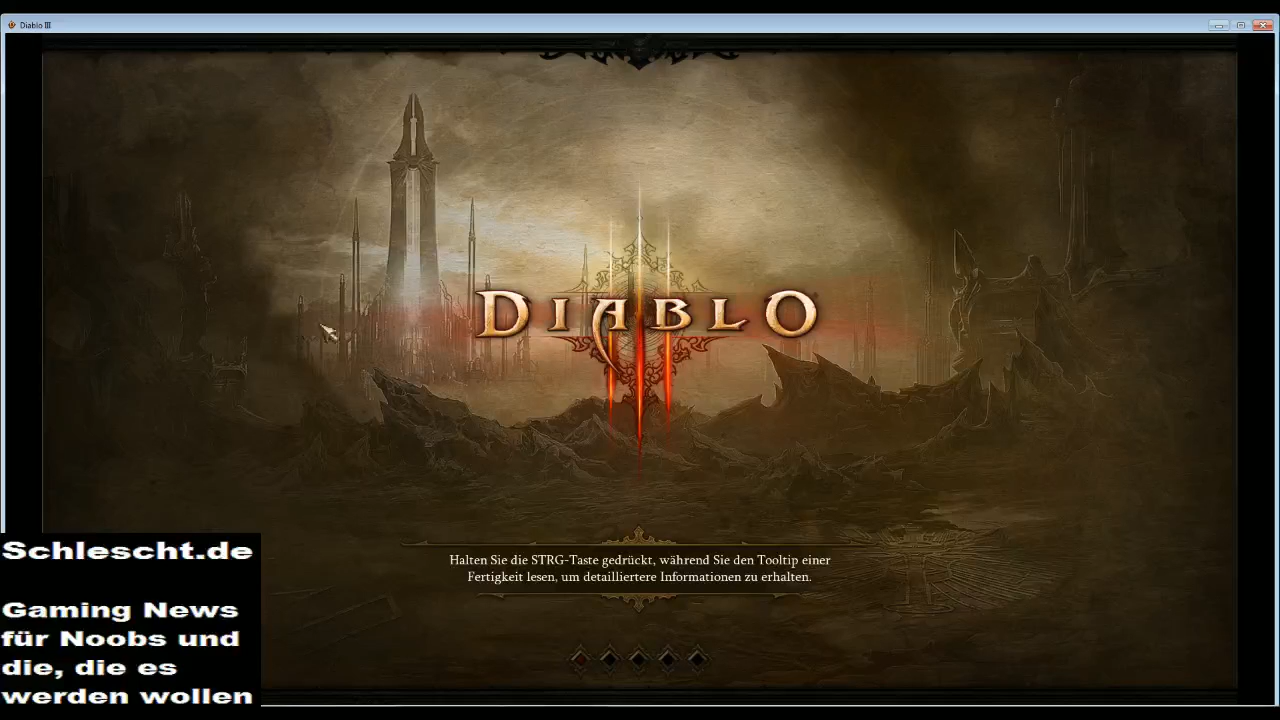 Diablo III
DIABLO
III
Halten Sie die STRG-Taste gedrückt, während Sie den Tooltip einer
Fertigkeit lesen, um detailliertere Informationen zu erhalten.
Schlescht.de
Gaming News
für Noobs und
die, die es
werden wollen